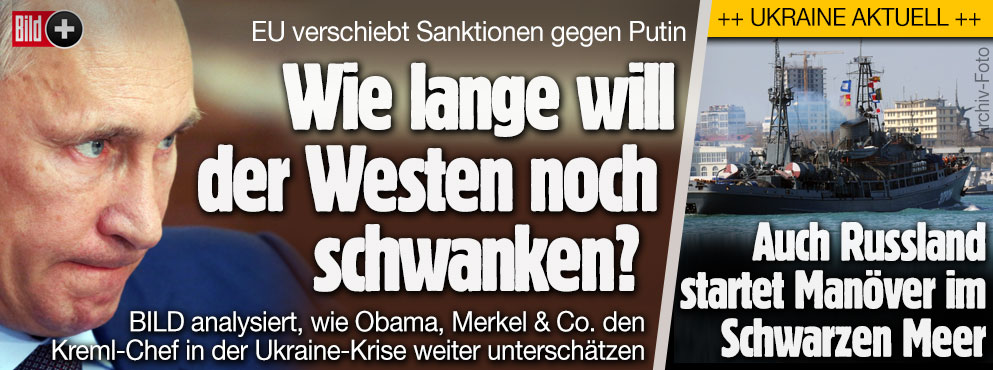 Bild +
EU verschiebt Sanktionen gegen Putin
Wie lange will
der Westen noch
schwanken?
BILD analysiert, wie Obama, Merkel & Co. den
Kreml-Chef in der Ukraine-Krise weiter unterschätzen
++ UKRAINE AKTUELL ++
Archiv-Foto
Auch Russland
startet Manöver im
Schwarzen Meer